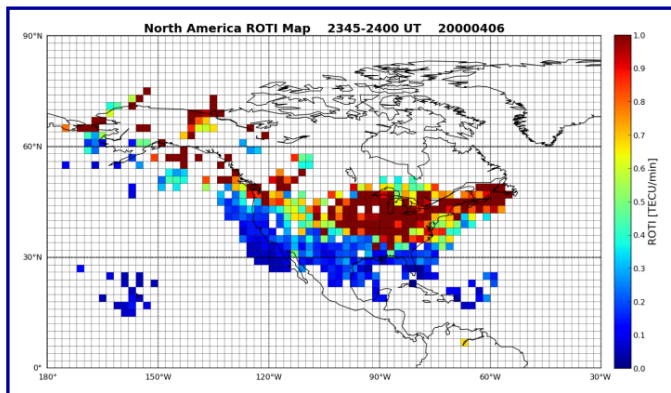 North America ROTI Map 2345-2400 UT 20000406
90°N
60°N
30°N
0°
180° 150°W 120°W 90°W 60°W 30°W
1.0
0.9
0.8
0.7
0.6
0.5
0.4
0.3
0.2
0.1
0.0
ROTI [TECU/min]